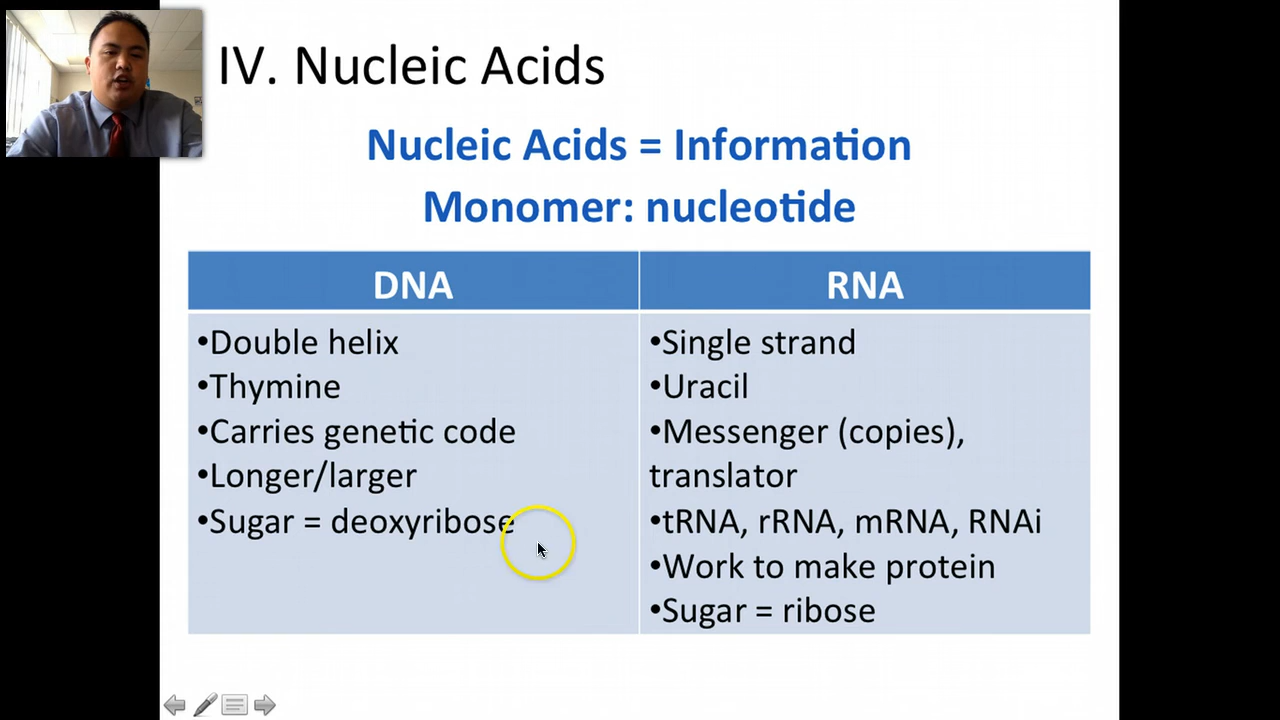 IV. Nucleic Acids
Nucleic Acids = Information
Monomer: nucleotide
DNA
•Double helix
•Thymine
•Carries genetic code
•Longer/larger
•Sugar = deoxyribose
RNA
•Single strand
•Uracil
•Messenger (copies),
translator
•tRNA, rRNA, mRNA, RNAi
•Work to make protein
•Sugar = ribose